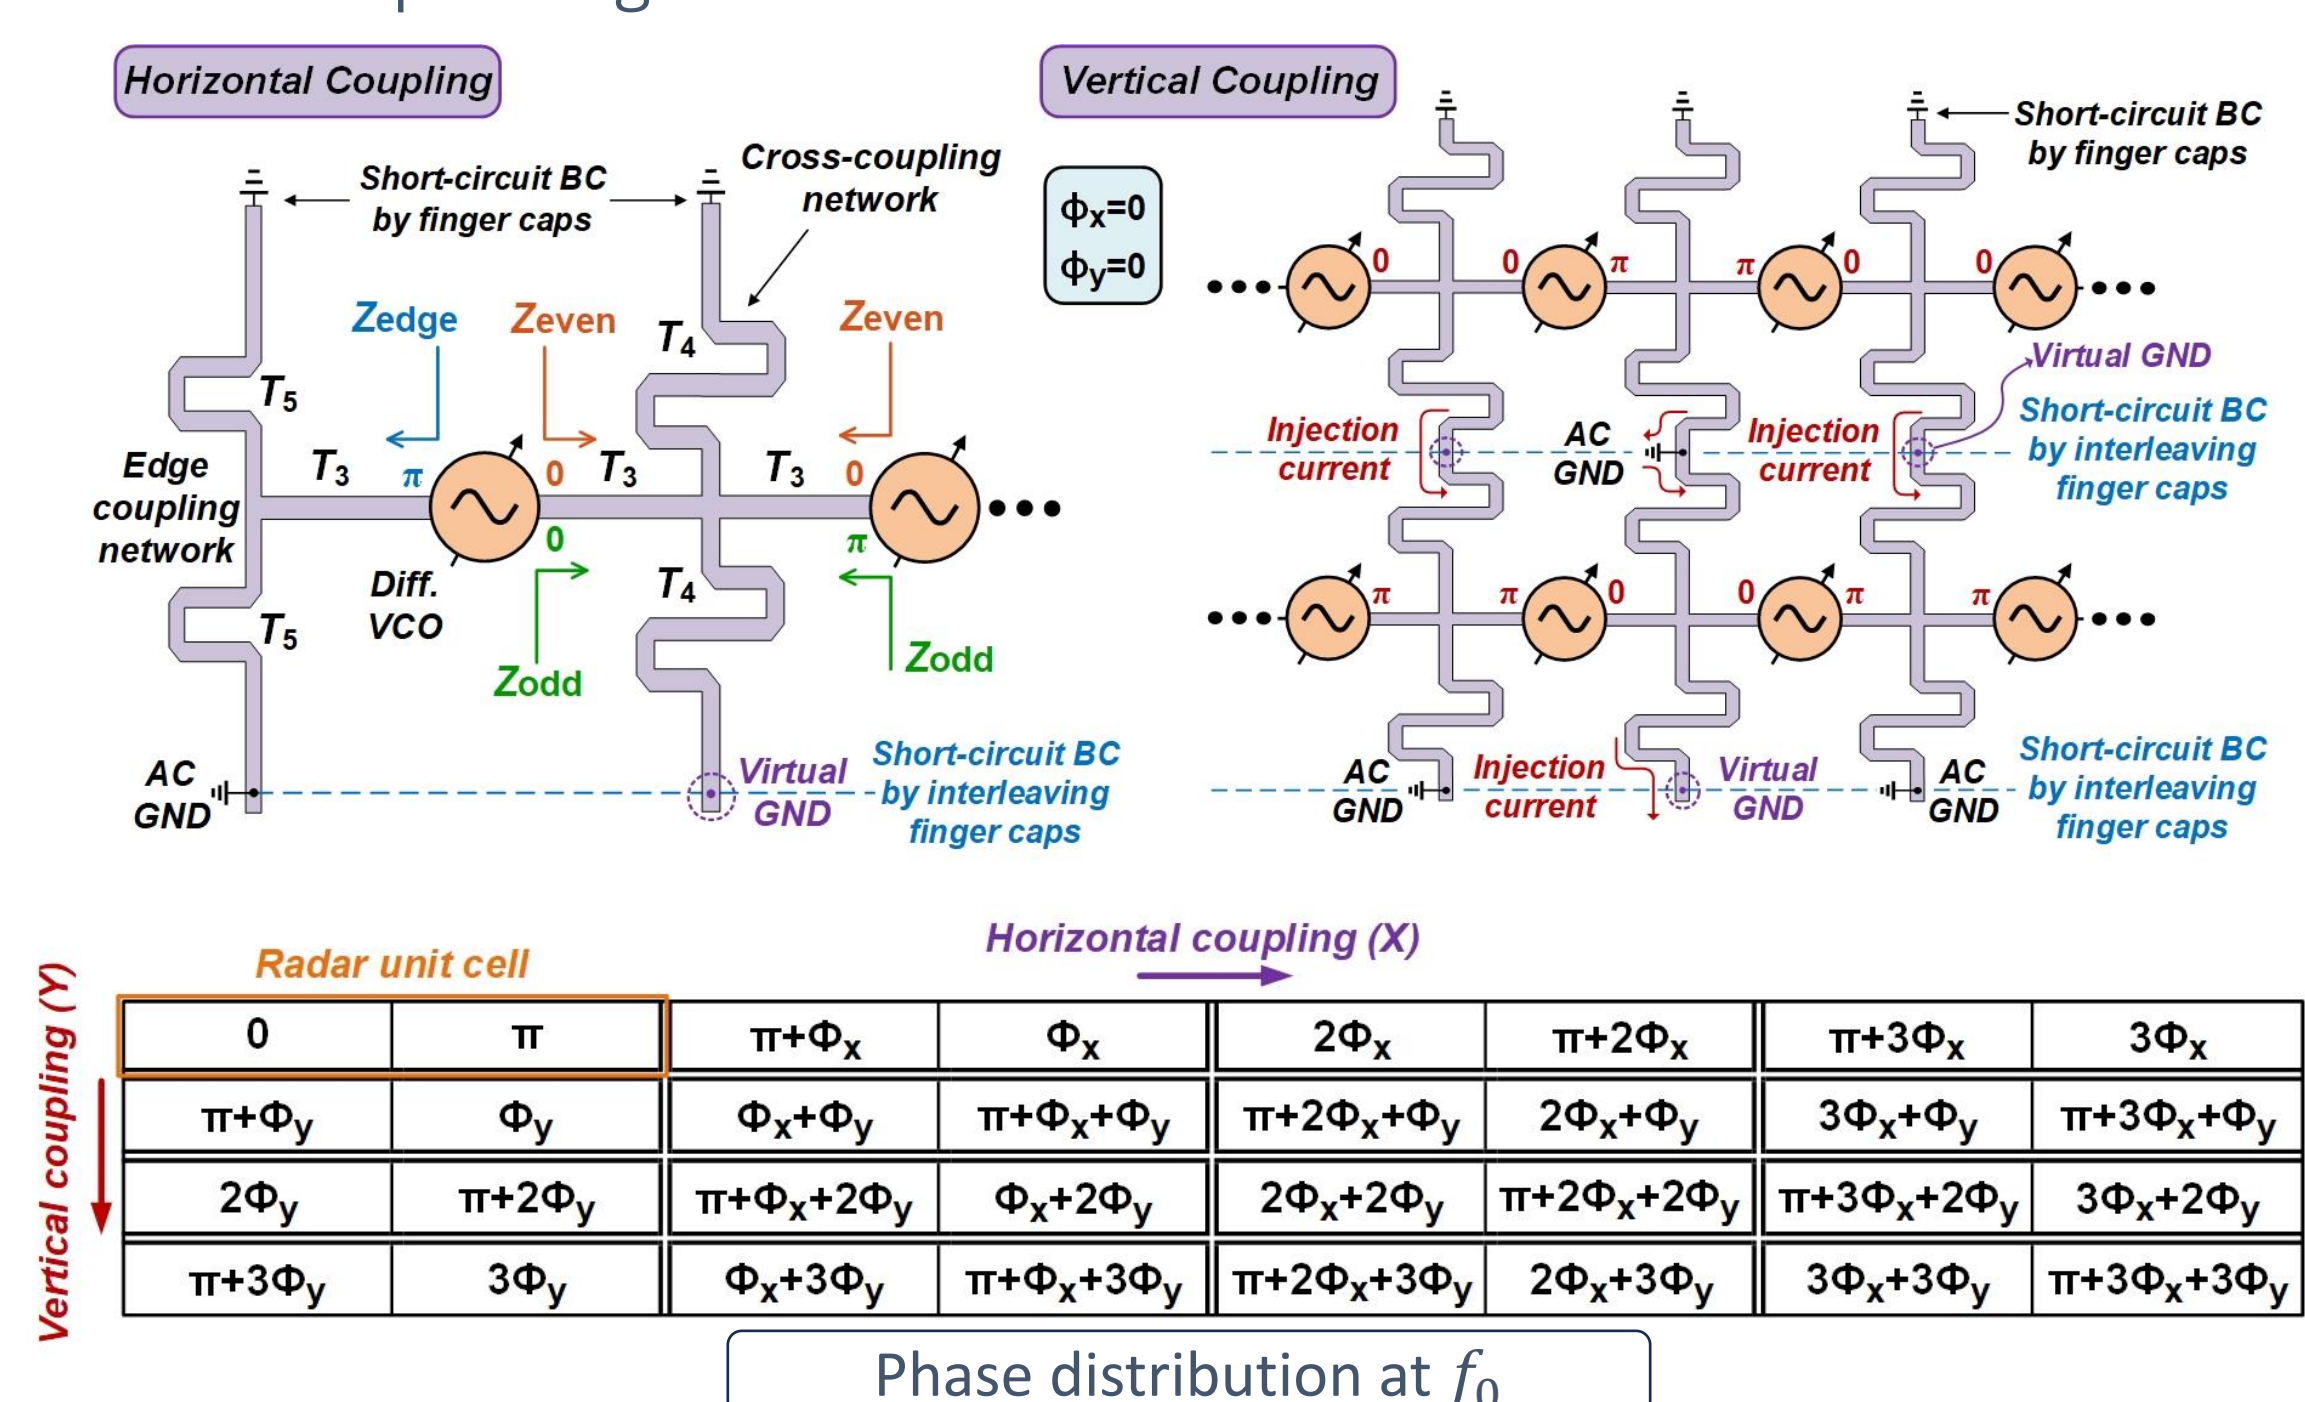 Horizontal Coupling
Short-circuit BC
by finger caps
Cross-coupling
network
Zedge
Zeven
Zeven
T4
T5
Edge
coupling
network
T3
π
0
T3
T3
0
0
π
Diff.
VCO
T4
T5
Zodd
Zodd
AC
GND
Virtual
GND
Short-circuit BC
by interleaving
finger caps
Vertical Coupling
ϕx=0
ϕy=0
Short-circuit BC
by finger caps
0
0
π
π
0
0
Virtual GND
Injection
current
AC
GND
Injection
current
Short-circuit BC
by interleaving
finger caps
π
π
0
0
π
π
AC
GND
Injection
current
Virtual
GND
AC
GND
Short-circuit BC
by interleaving
finger caps
Radar unit cell
Horizontal coupling (X)
Vertical coupling (Y)
0 π π+Φx Φx 2Φx π+2Φx π+3Φx 3Φx
π+Φy Φy Φx+Φy π+Φx+Φy π+2Φx+Φy 2Φx+Φy 3Φx+Φy π+3Φx+Φy
2Φy π+2Φy π+Φx+2Φy Φx+2Φy 2Φx+2Φy π+2Φx+2Φy π+3Φx+2Φy 3Φx+2Φy
π+3Φy 3Φy Φx+3Φy π+Φx+3Φy π+2Φx+3Φy 2Φx+3Φy 3Φx+3Φy π+3Φx+3Φy
Phase distribution at f0